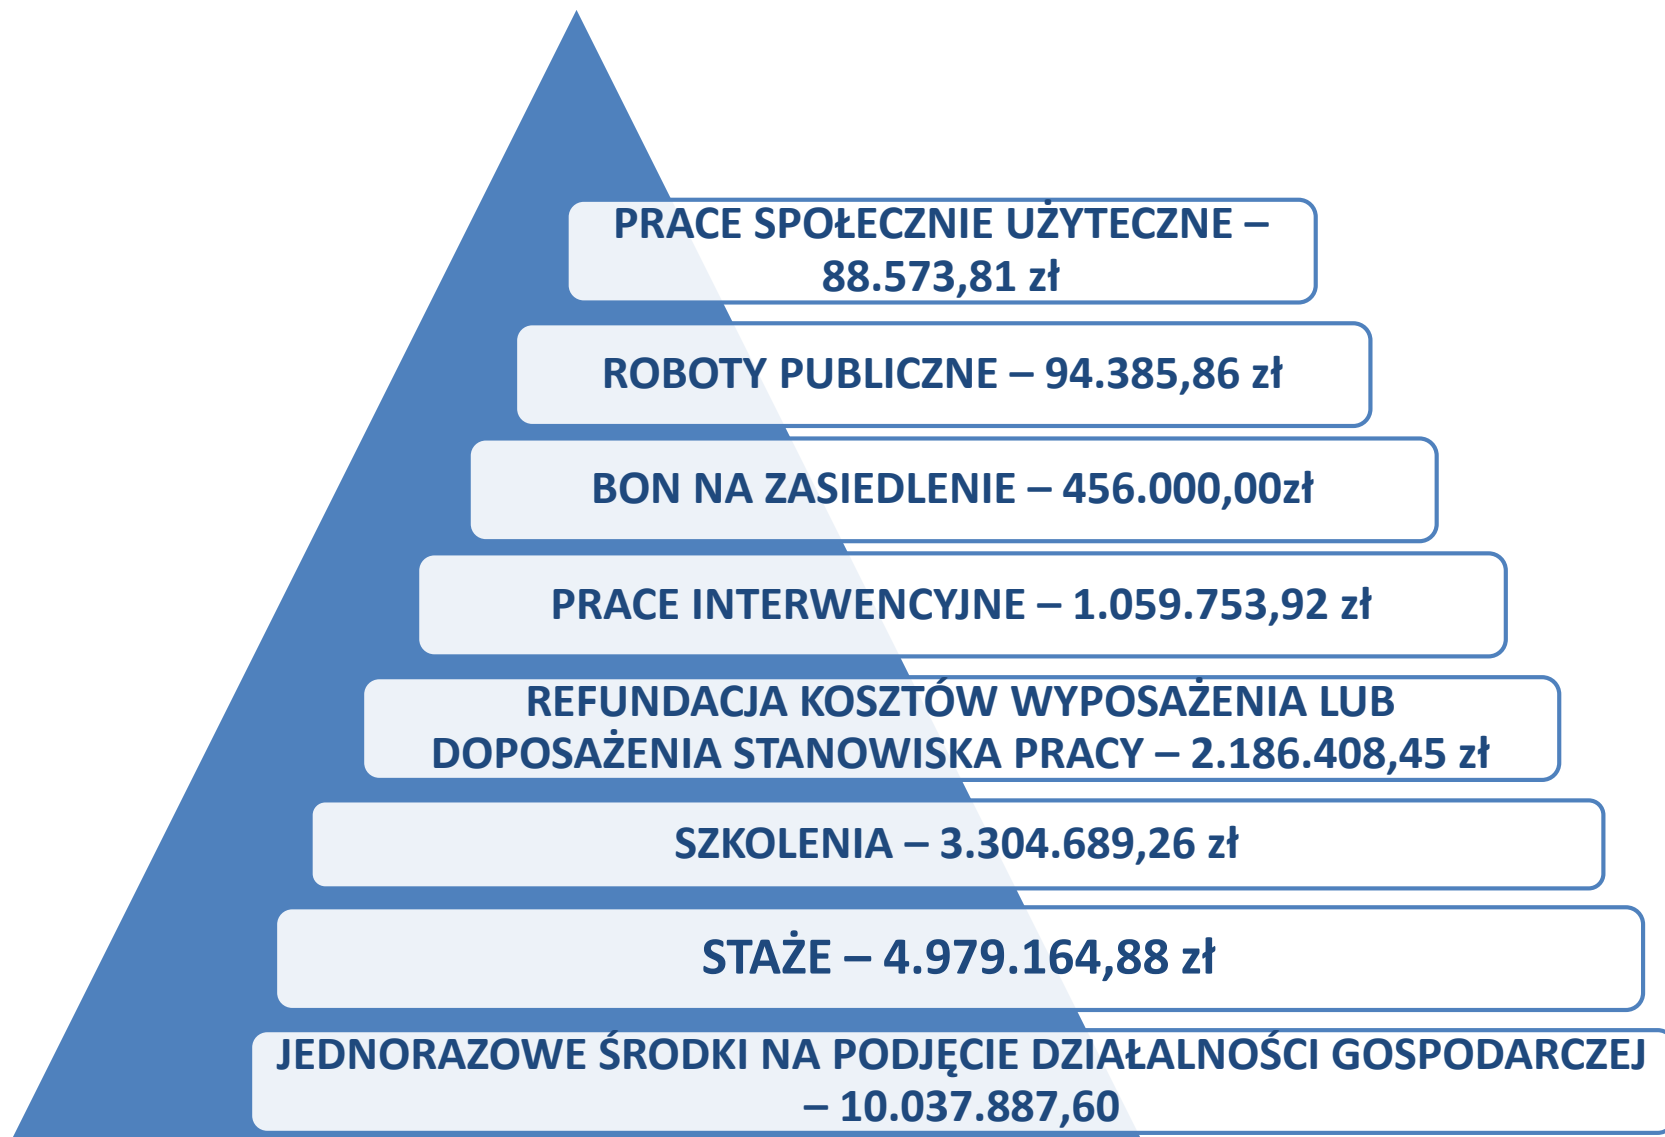 PRACE SPOŁECZNIE UŻYTECZNE –
88.573,81 zł
ROBOTY PUBLICZNE – 94.385,86 zł
BON NA ZASIEDLENIE – 456.000,00zł
PRACE INTERWENCYJNE – 1.059.753,92 zł
REFUNDACJA KOSZTÓW WYPOSAŻENIA LUB
DOPOSAŻENIA STANOWISKA PRACY – 2.186.408,45 zł
SZKOLENIA – 3.304.689,26 zł
STAŻE – 4.979.164,88 zł
JEDNORAZOWE ŚRODKI NA PODJĘCIE DZIAŁALNOŚCI GOSPODARCZEJ
– 10.037.887,60